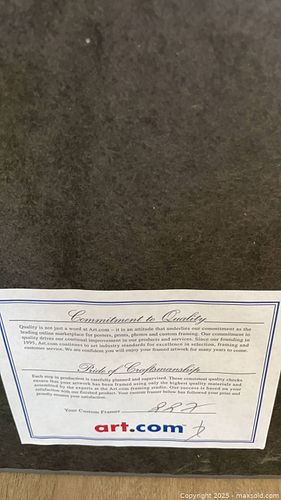 Commitment to Quality
Quality is not just a word at Art.com – it is an attitude that underlies our commitment as the
leading online marketplace for posters, prints, photos and custom framing. Our commitment to
quality drives our continual improvement in our products and services. Since our founding in
1995, Art.com continues to set industry standards for excellence in selection, framing and
customer service. We are confident you will enjoy your framed artwork for many years to come.
Pride of Craftsmanship
Each step in production is carefully planned and supervised. These consistent quality checks
ensure that your artwork has been framed using only the highest quality materials and
assembled by the experts in the Art.com framing studio. Our success is based on your
satisfaction with our finished product. Your custom framer below has followed your print and
proudly ensures your satisfaction.
Your Custom Framer
art.com
Copyright © 2025 - maxsold.com